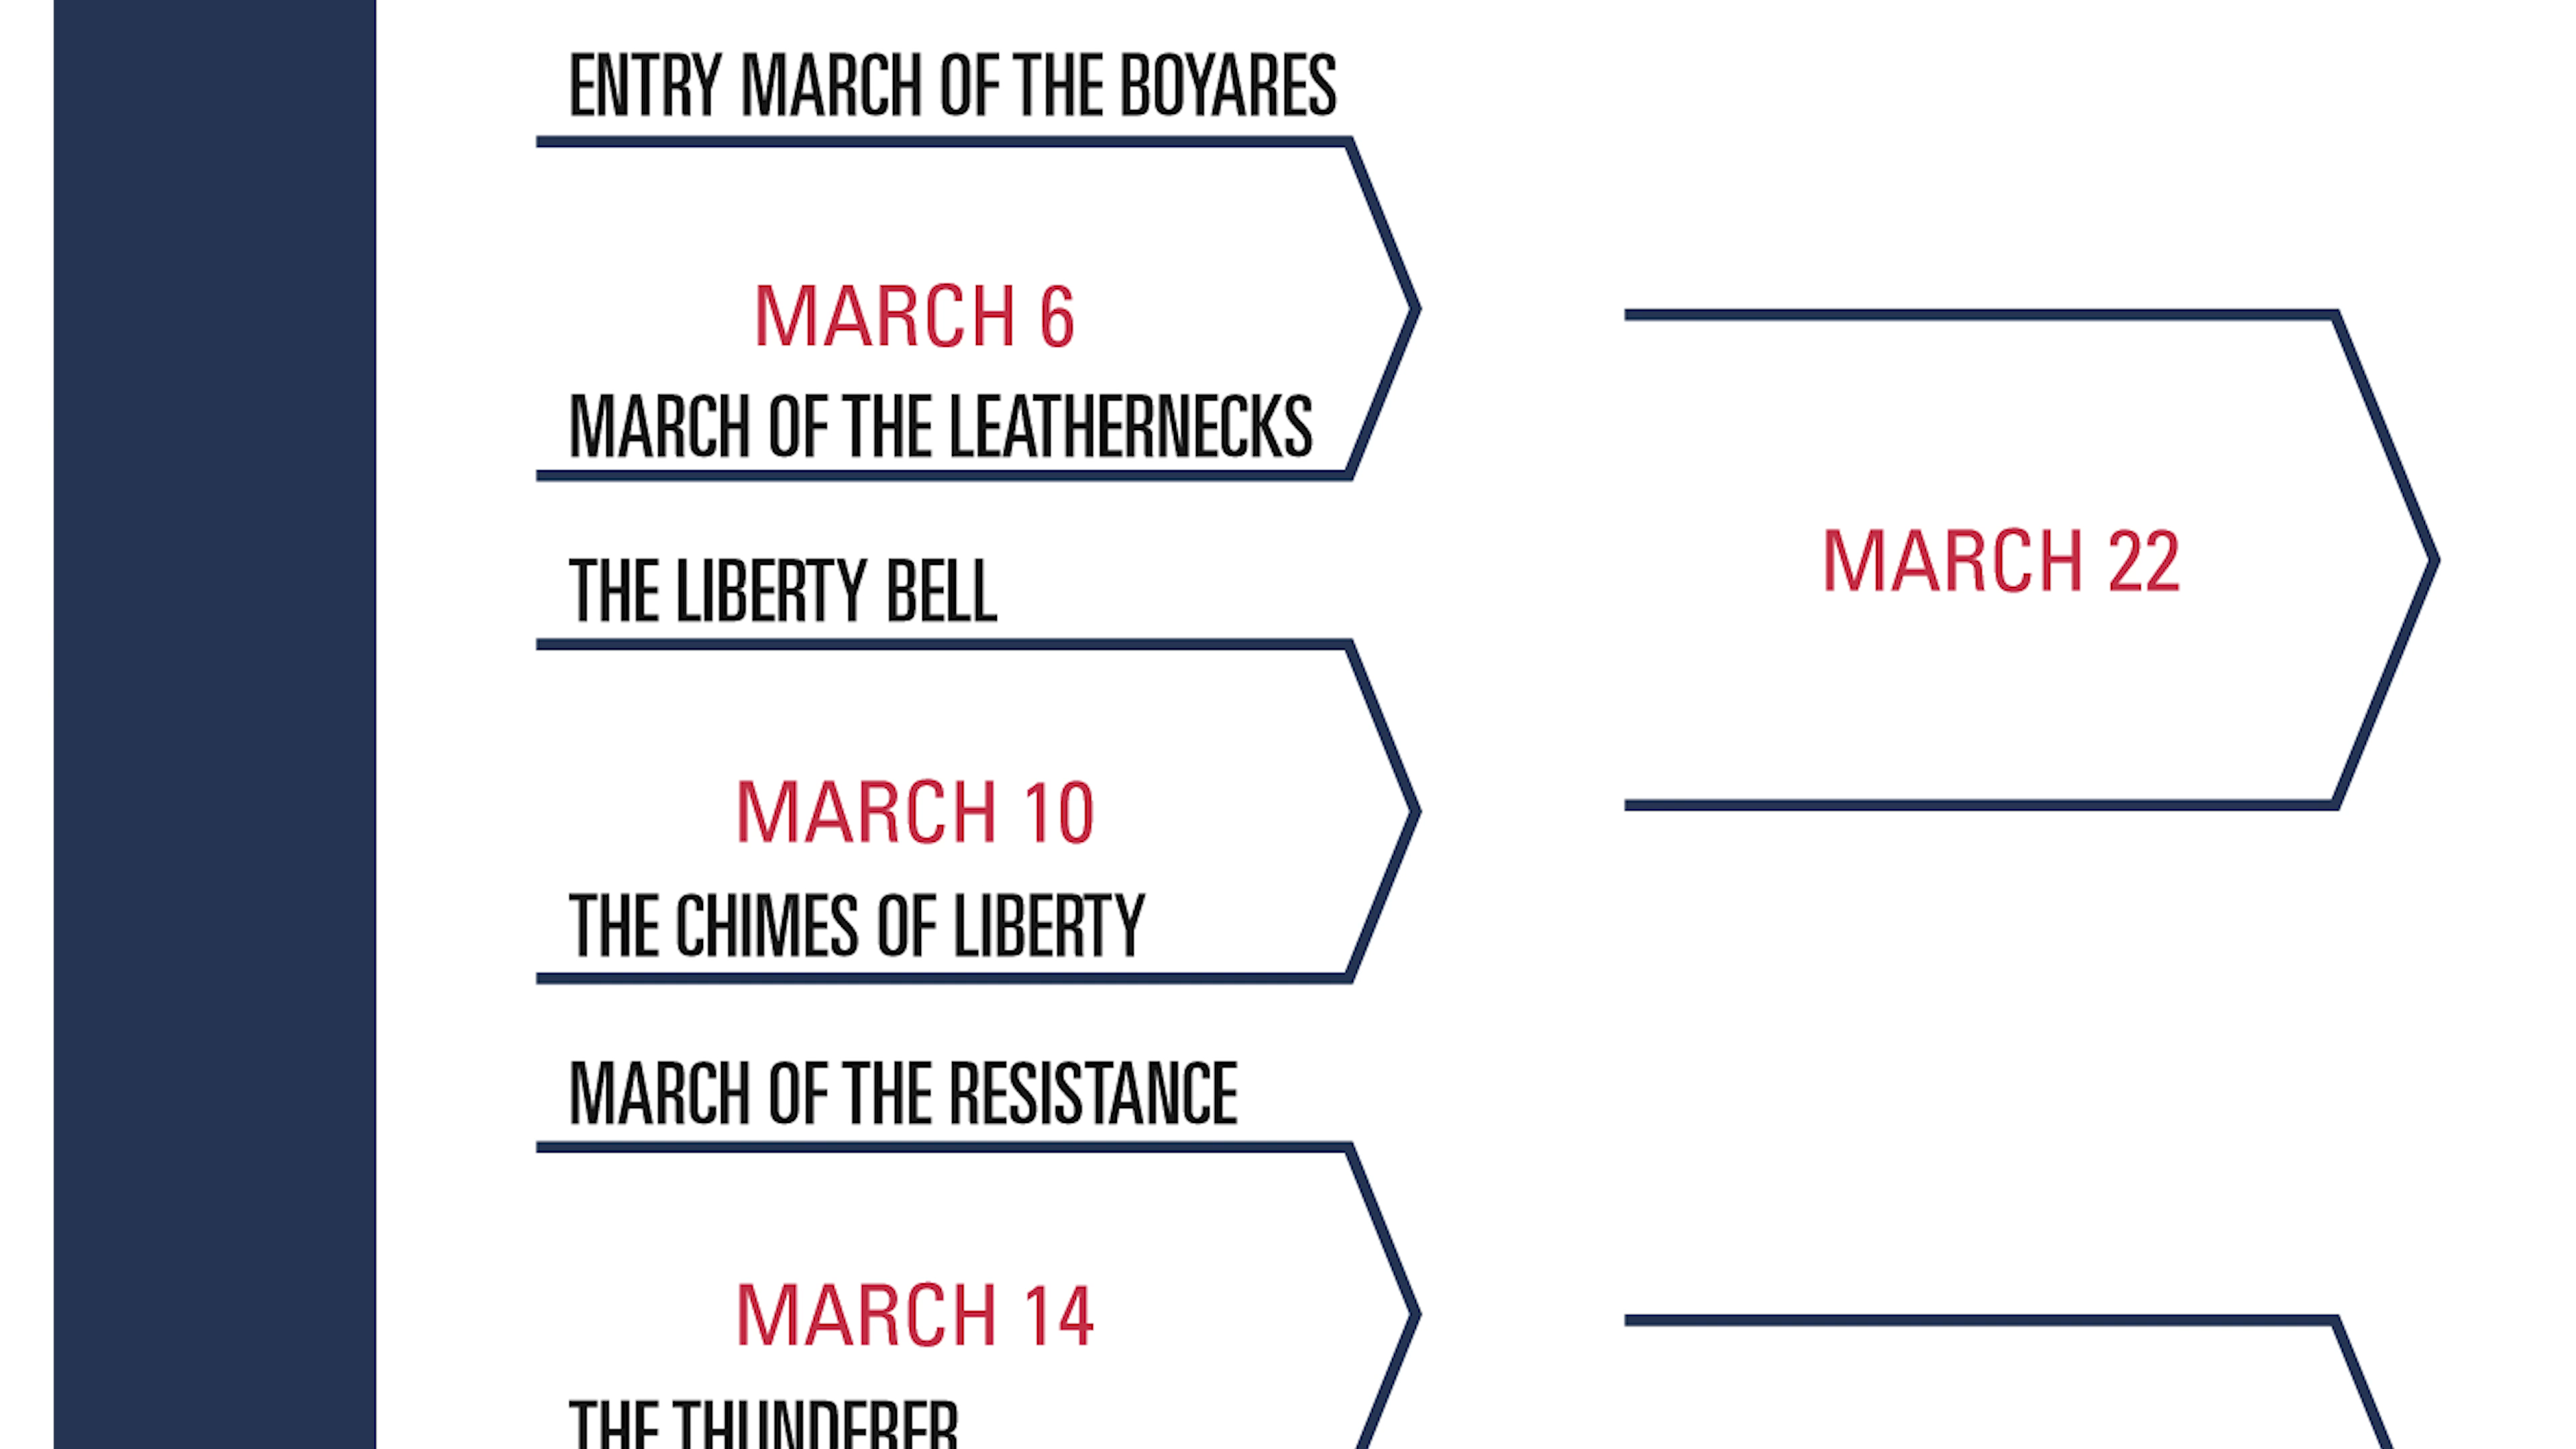 ENTRY MARCH OF THE BOYARES
MARCH 6
MARCH OF THE LEATHERNECKS
THE LIBERTY BELL
MARCH 22
MARCH 10
THE CHIMES OF LIBERTY
MARCH OF THE RESISTANCE
MARCH 14
THE THUNDERER